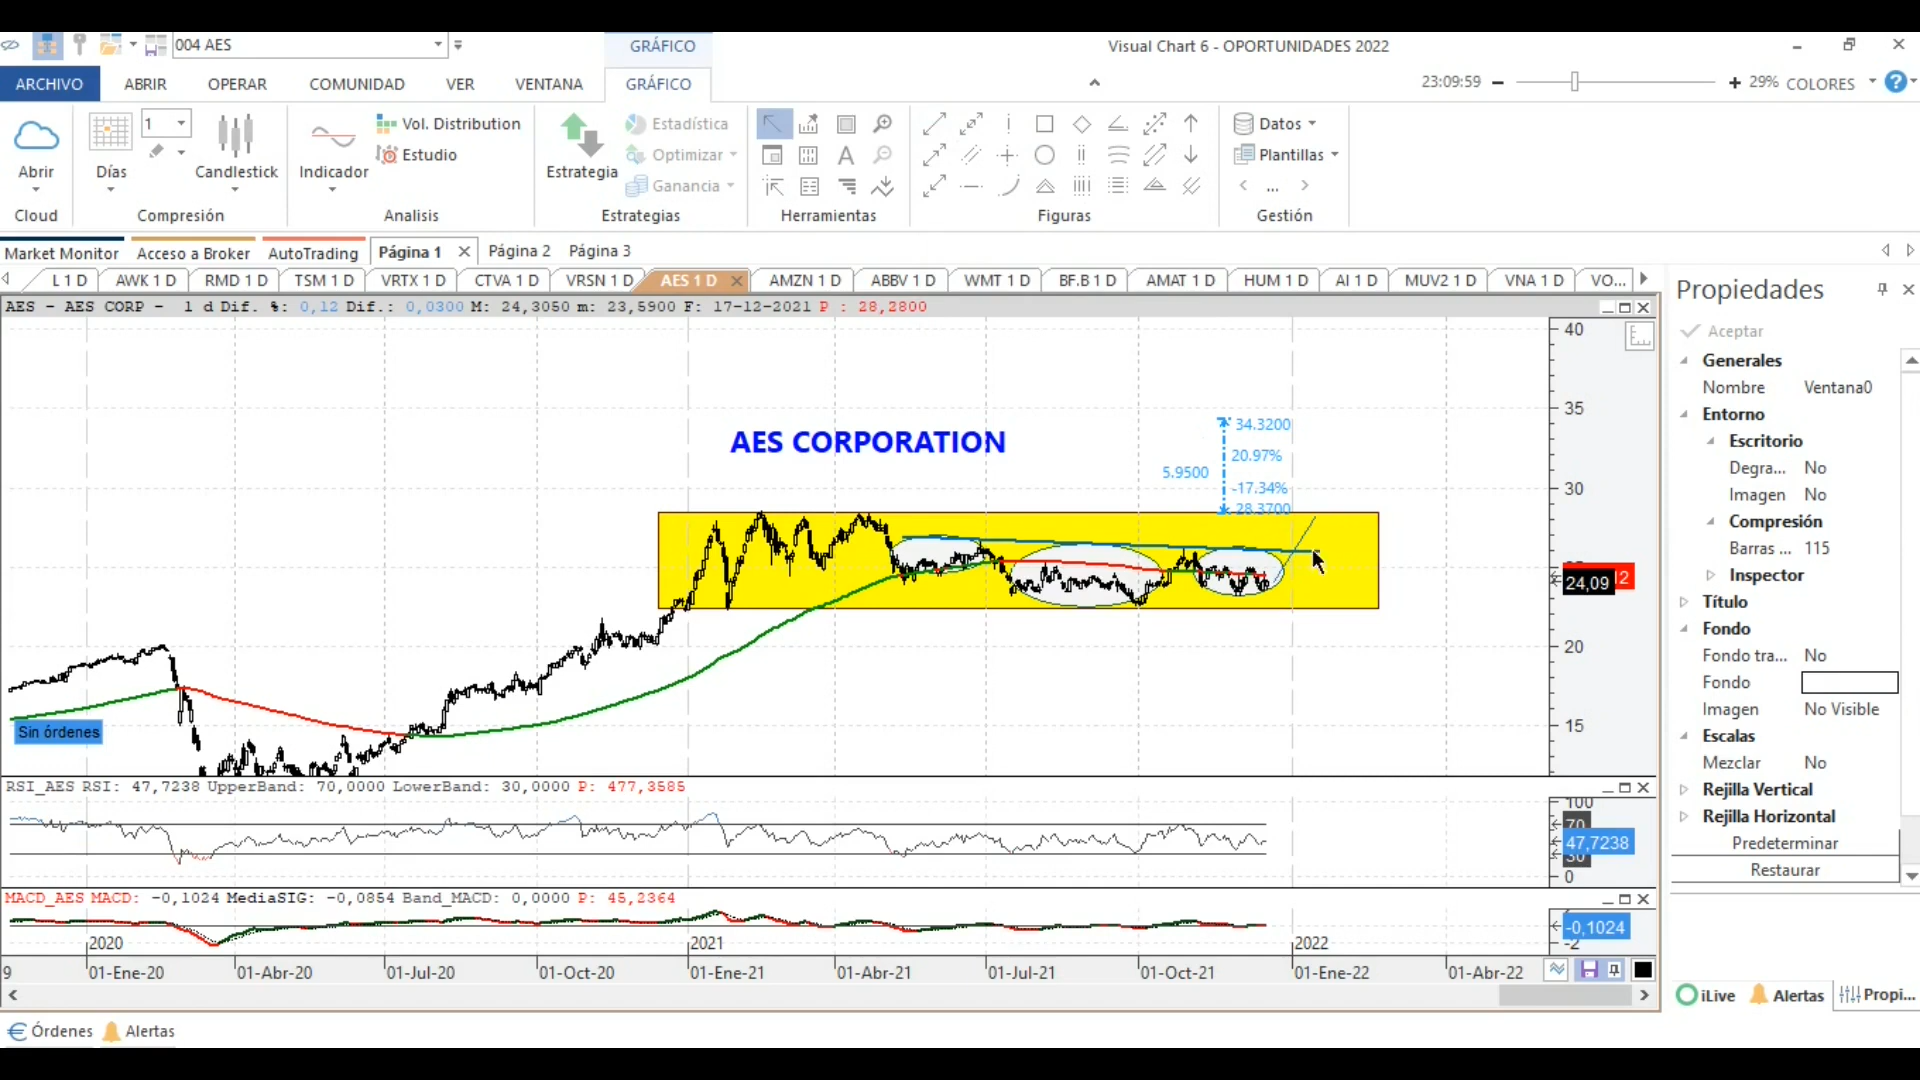 004 AES
GRÁFICO
Visual Chart 6 - OPORTUNIDADES 2022
ARCHIVO ABRIR OPERAR COMUNIDAD VER VENTANA GRÁFICO
23:09:59 29% COLORES
1
Vol. Distribution
Estudio
Abrir Días Candlestick Indicador
Estrategia
Estadística
Optimizar
Ganancia
Datos
Plantillas
...
Cloud Compresión Analisis Estrategias Herramientas Figuras Gestión
Market Monitor Acceso a Broker AutoTrading Página 1 Página 2 Página 3
L 1 D AWK 1 D RMD 1 D TSM 1 D VRTX 1 D CTVA 1 D VRSN 1 D AES 1 D AMZN 1 D ABBV 1 D WMT 1 D BF.B 1 D AMAT 1 D HUM 1 D AI 1 D MUV2 1 D VNA 1 D VO...
AES - AES CORP - 1 d Dif. %: 0,12 Dif.: 0,0300 M: 24,3050 m: 23,5900 F: 17-12-2021 P : 28,2800
40
35
30
20
15
AES CORPORATION
34.3200
20.97%
5.9500
-17.34%
28.3700
24,09
Sin órdenes
RSI_AES RSI: 47,7238 UpperBand: 70,0000 LowerBand: 30,0000 P: 477,3585
100
70
47,7238
30
0
MACD_AES MACD: -0,1024 MediaSIG: -0,0854 Band_MACD: 0,0000 P: 45,2364
-0,1024
-2
2020 2021 2022
9 01-Ene-20 01-Abr-20 01-Jul-20 01-Oct-20 01-Ene-21 01-Abr-21 01-Jul-21 01-Oct-21 01-Ene-22 01-Abr-22
Propiedades
Aceptar
Generales
Nombre Ventana0
Entorno
Escritorio
Degra... No
Imagen No
Compresión
Barras ... 115
Inspector
Título
Fondo
Fondo tra... No
Fondo
Imagen No Visible
Escalas
Mezclar No
Rejilla Vertical
Rejilla Horizontal
Predeterminar
Restaurar
iLive Alertas Propi...
Órdenes Alertas